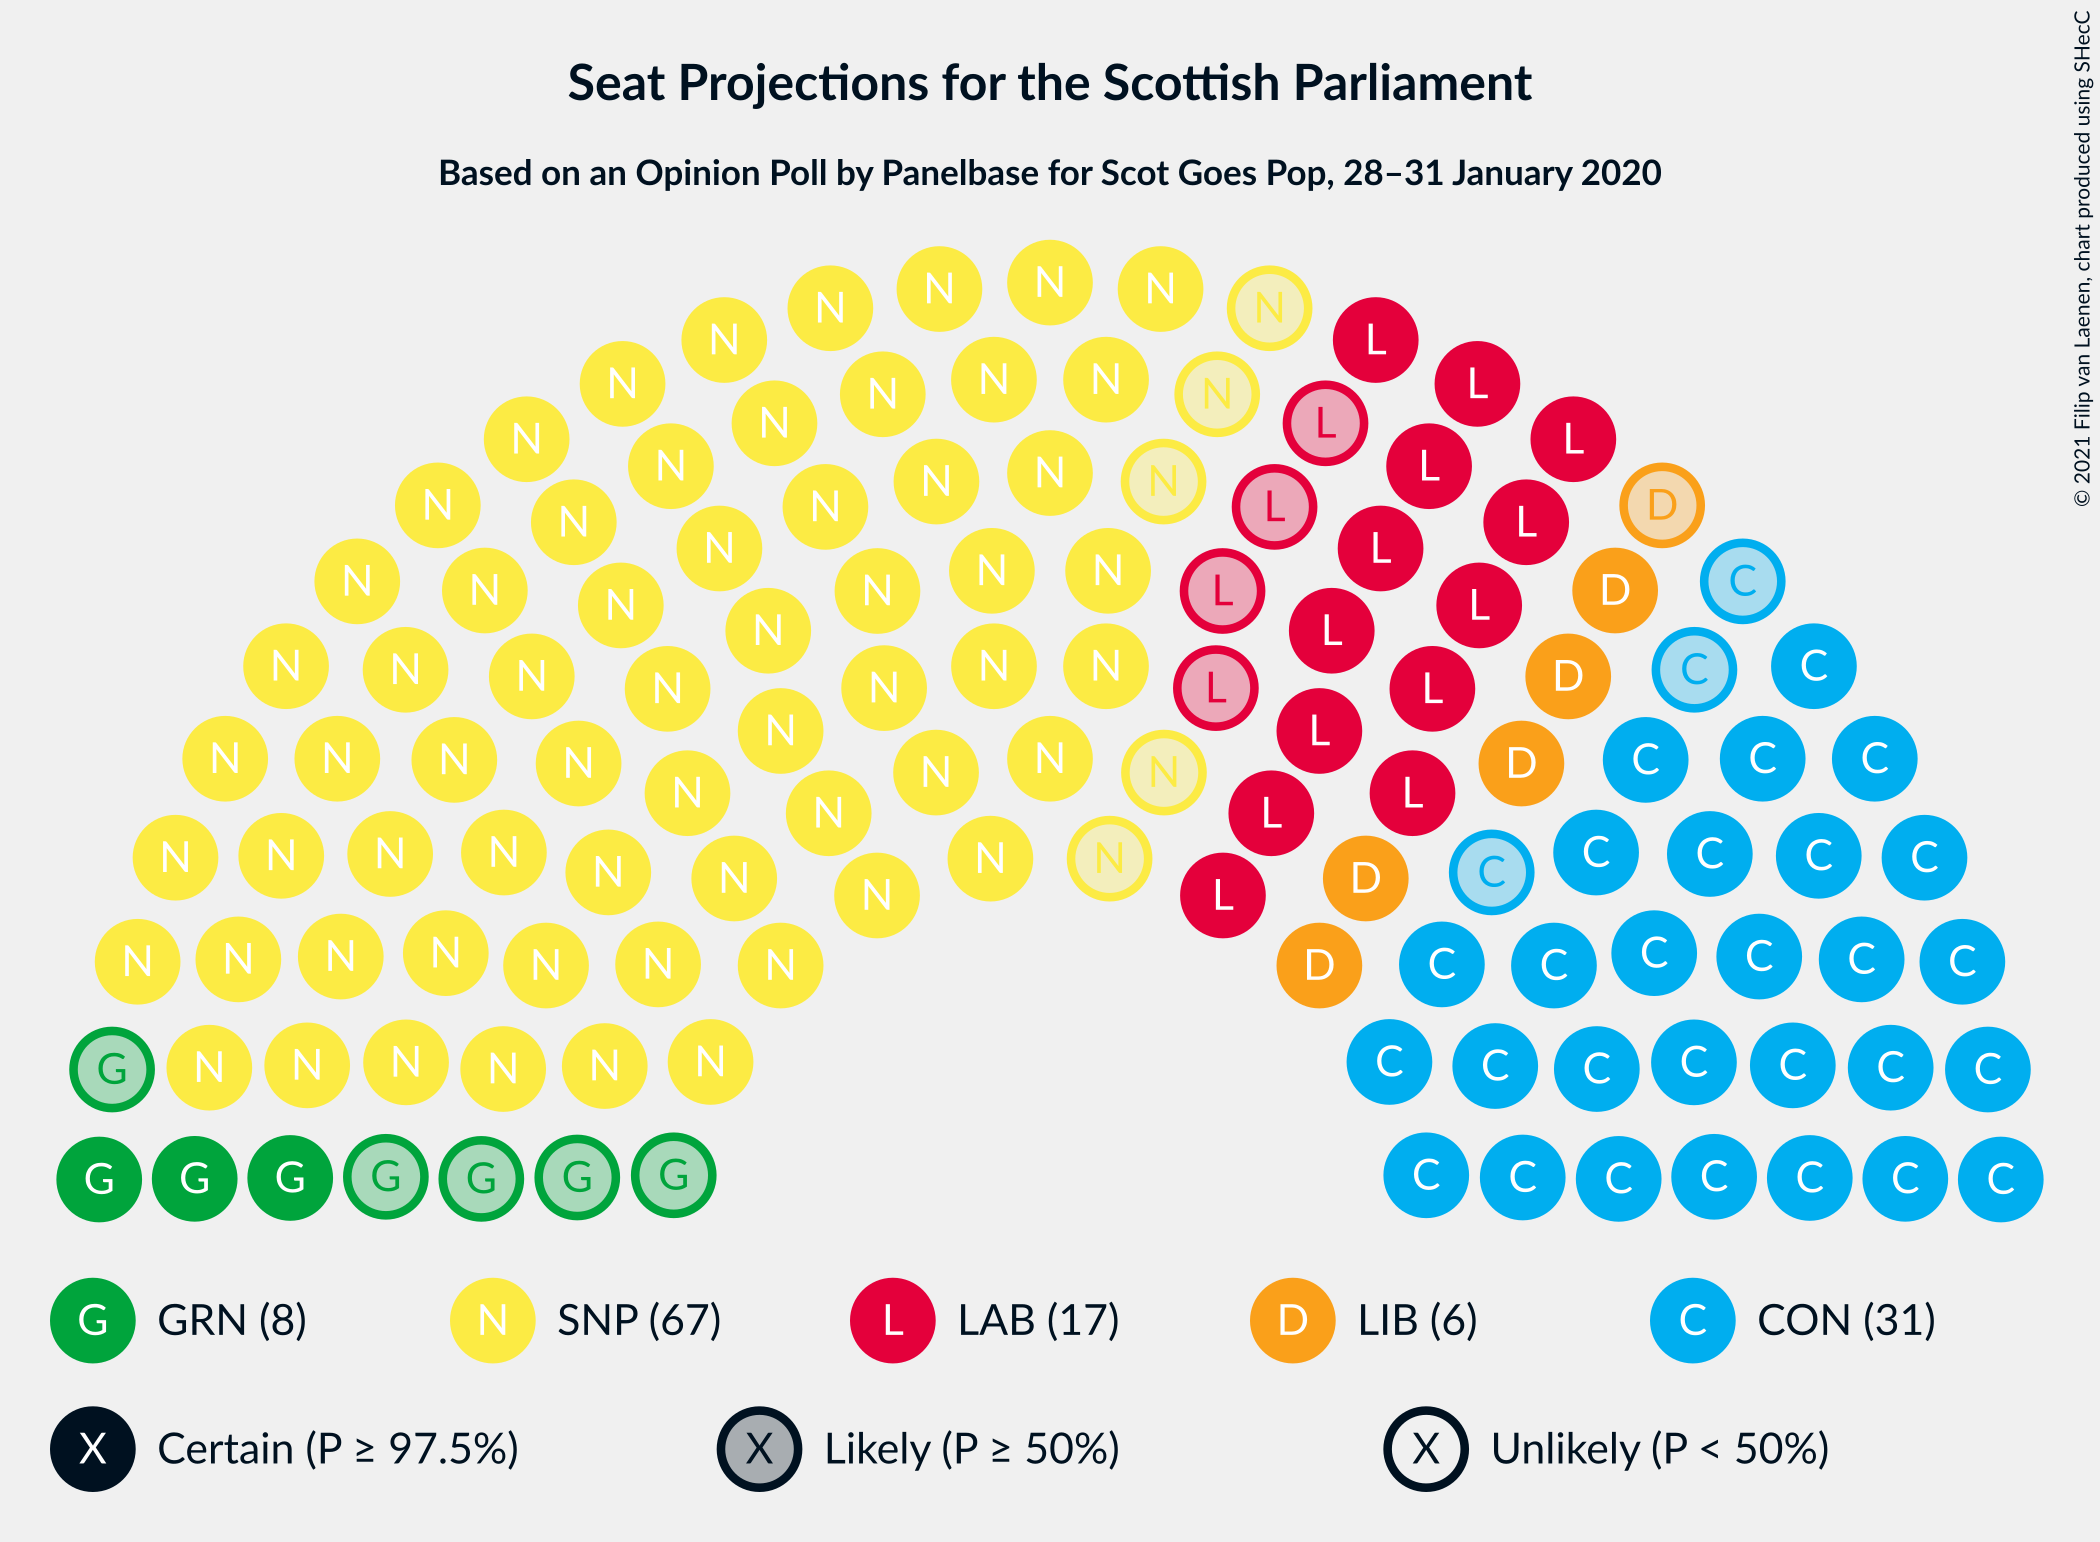 Seat Projections for the Scottish Parliament
Based on an Opinion Poll by Panelbase for Scot Goes Pop, 28–31 January 2020
© 2021 Filip van Laenen, chart produced using SHecC
N N N N N
N N L L
N N N N N
N N L L
N N N L L
N N N L D
N N N L L
N N N N L D
N N N N C
N N N N L L
N N N N L D C
N N N N N L L C
N N N N L D C C C
N N N N N N L L
N N N N N N N L D C C C C C
N N N L
N N N N N N N D C C C C C C
G N N N N N N C C C C C C C
G G G G G G G C C C C C C C
G GRN (8) N SNP (67) L LAB (17) D LIB (6) C CON (31)
X Certain (P ≥ 97.5%) X Likely (P ≥ 50%) X Unlikely (P < 50%)